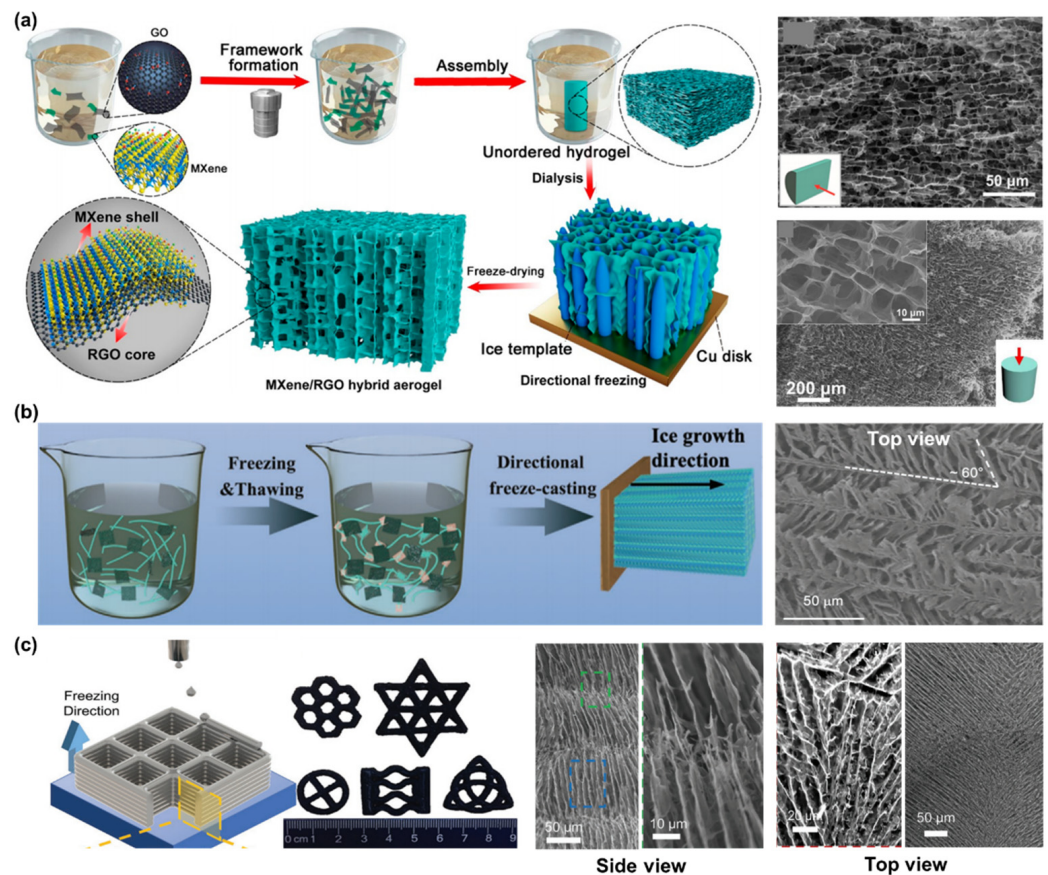 (a)
GO
Framework
formation
Assembly
MXene
Unordered hydrogel
Dialysis
50 µm
MXene shell
RGO core
Freeze-drying
MXene/RGO hybrid aerogel
Ice template
Cu disk
Directional freezing
10 µm
200 µm
(b)
Freezing
&Thawing
Directional
freeze-casting
Ice growth
direction
Top view
~ 60°
50 µm
(c)
Freezing
Direction
0 cm 1 2 3 4 5 6 7 8 9
50 µm
10 µm
20 µm
50 µm
Side view
Top view